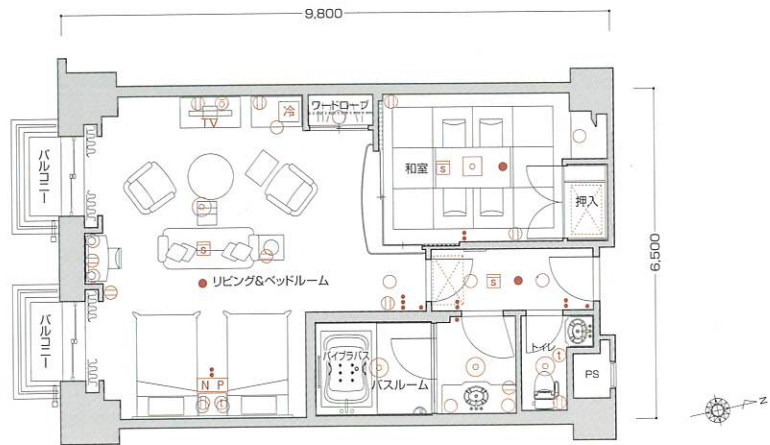 9,800
TV
冷
ワードローブ
バルコニー
和室
S
押入
6,500
S
リビング&ベッドルーム
S
バルコニー
バイブラバス
バスルーム
トイレ
t
PS
N P
t
N